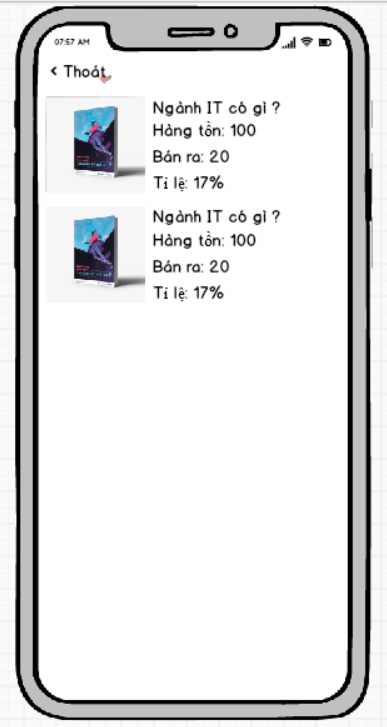 07:57 AM
< Thoát
Ngành IT có gì ?
Hàng tồn: 100
Bán ra: 20
Tỉ lệ: 17%
Ngành IT có gì ?
Hàng tồn: 100
Bán ra: 20
Tỉ lệ: 17%